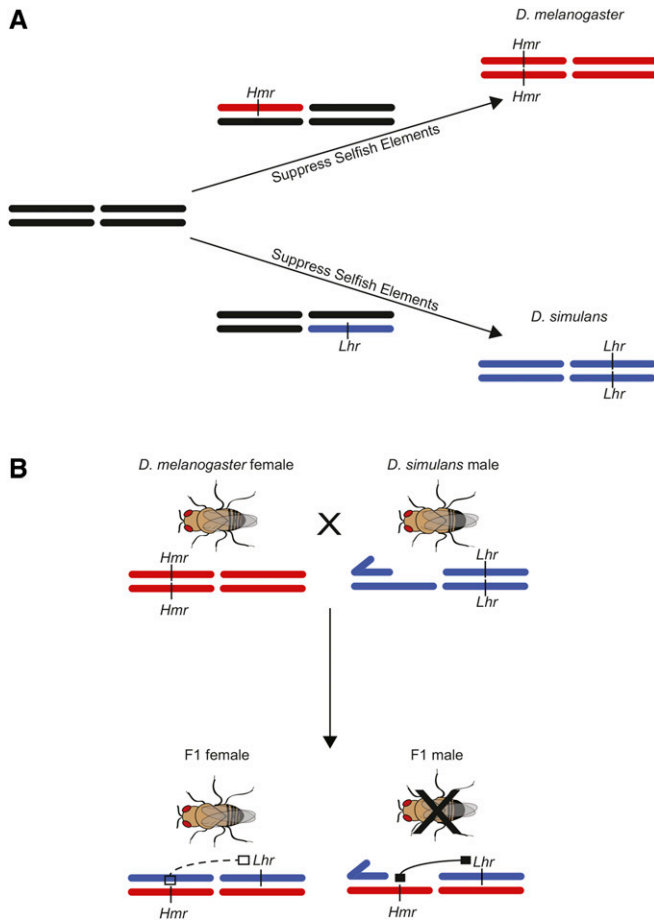 A
D. melanogaster
Hmr
Hmr
Hmr
Suppress Selfish Elements
Suppress Selfish Elements
Lhr
D. simulans
Lhr
Lhr
B
D. melanogaster female
D. simulans male
X
Hmr
Hmr
Lhr
Lhr
F1 female
F1 male
Lhr
Hmr
Lhr
Hmr